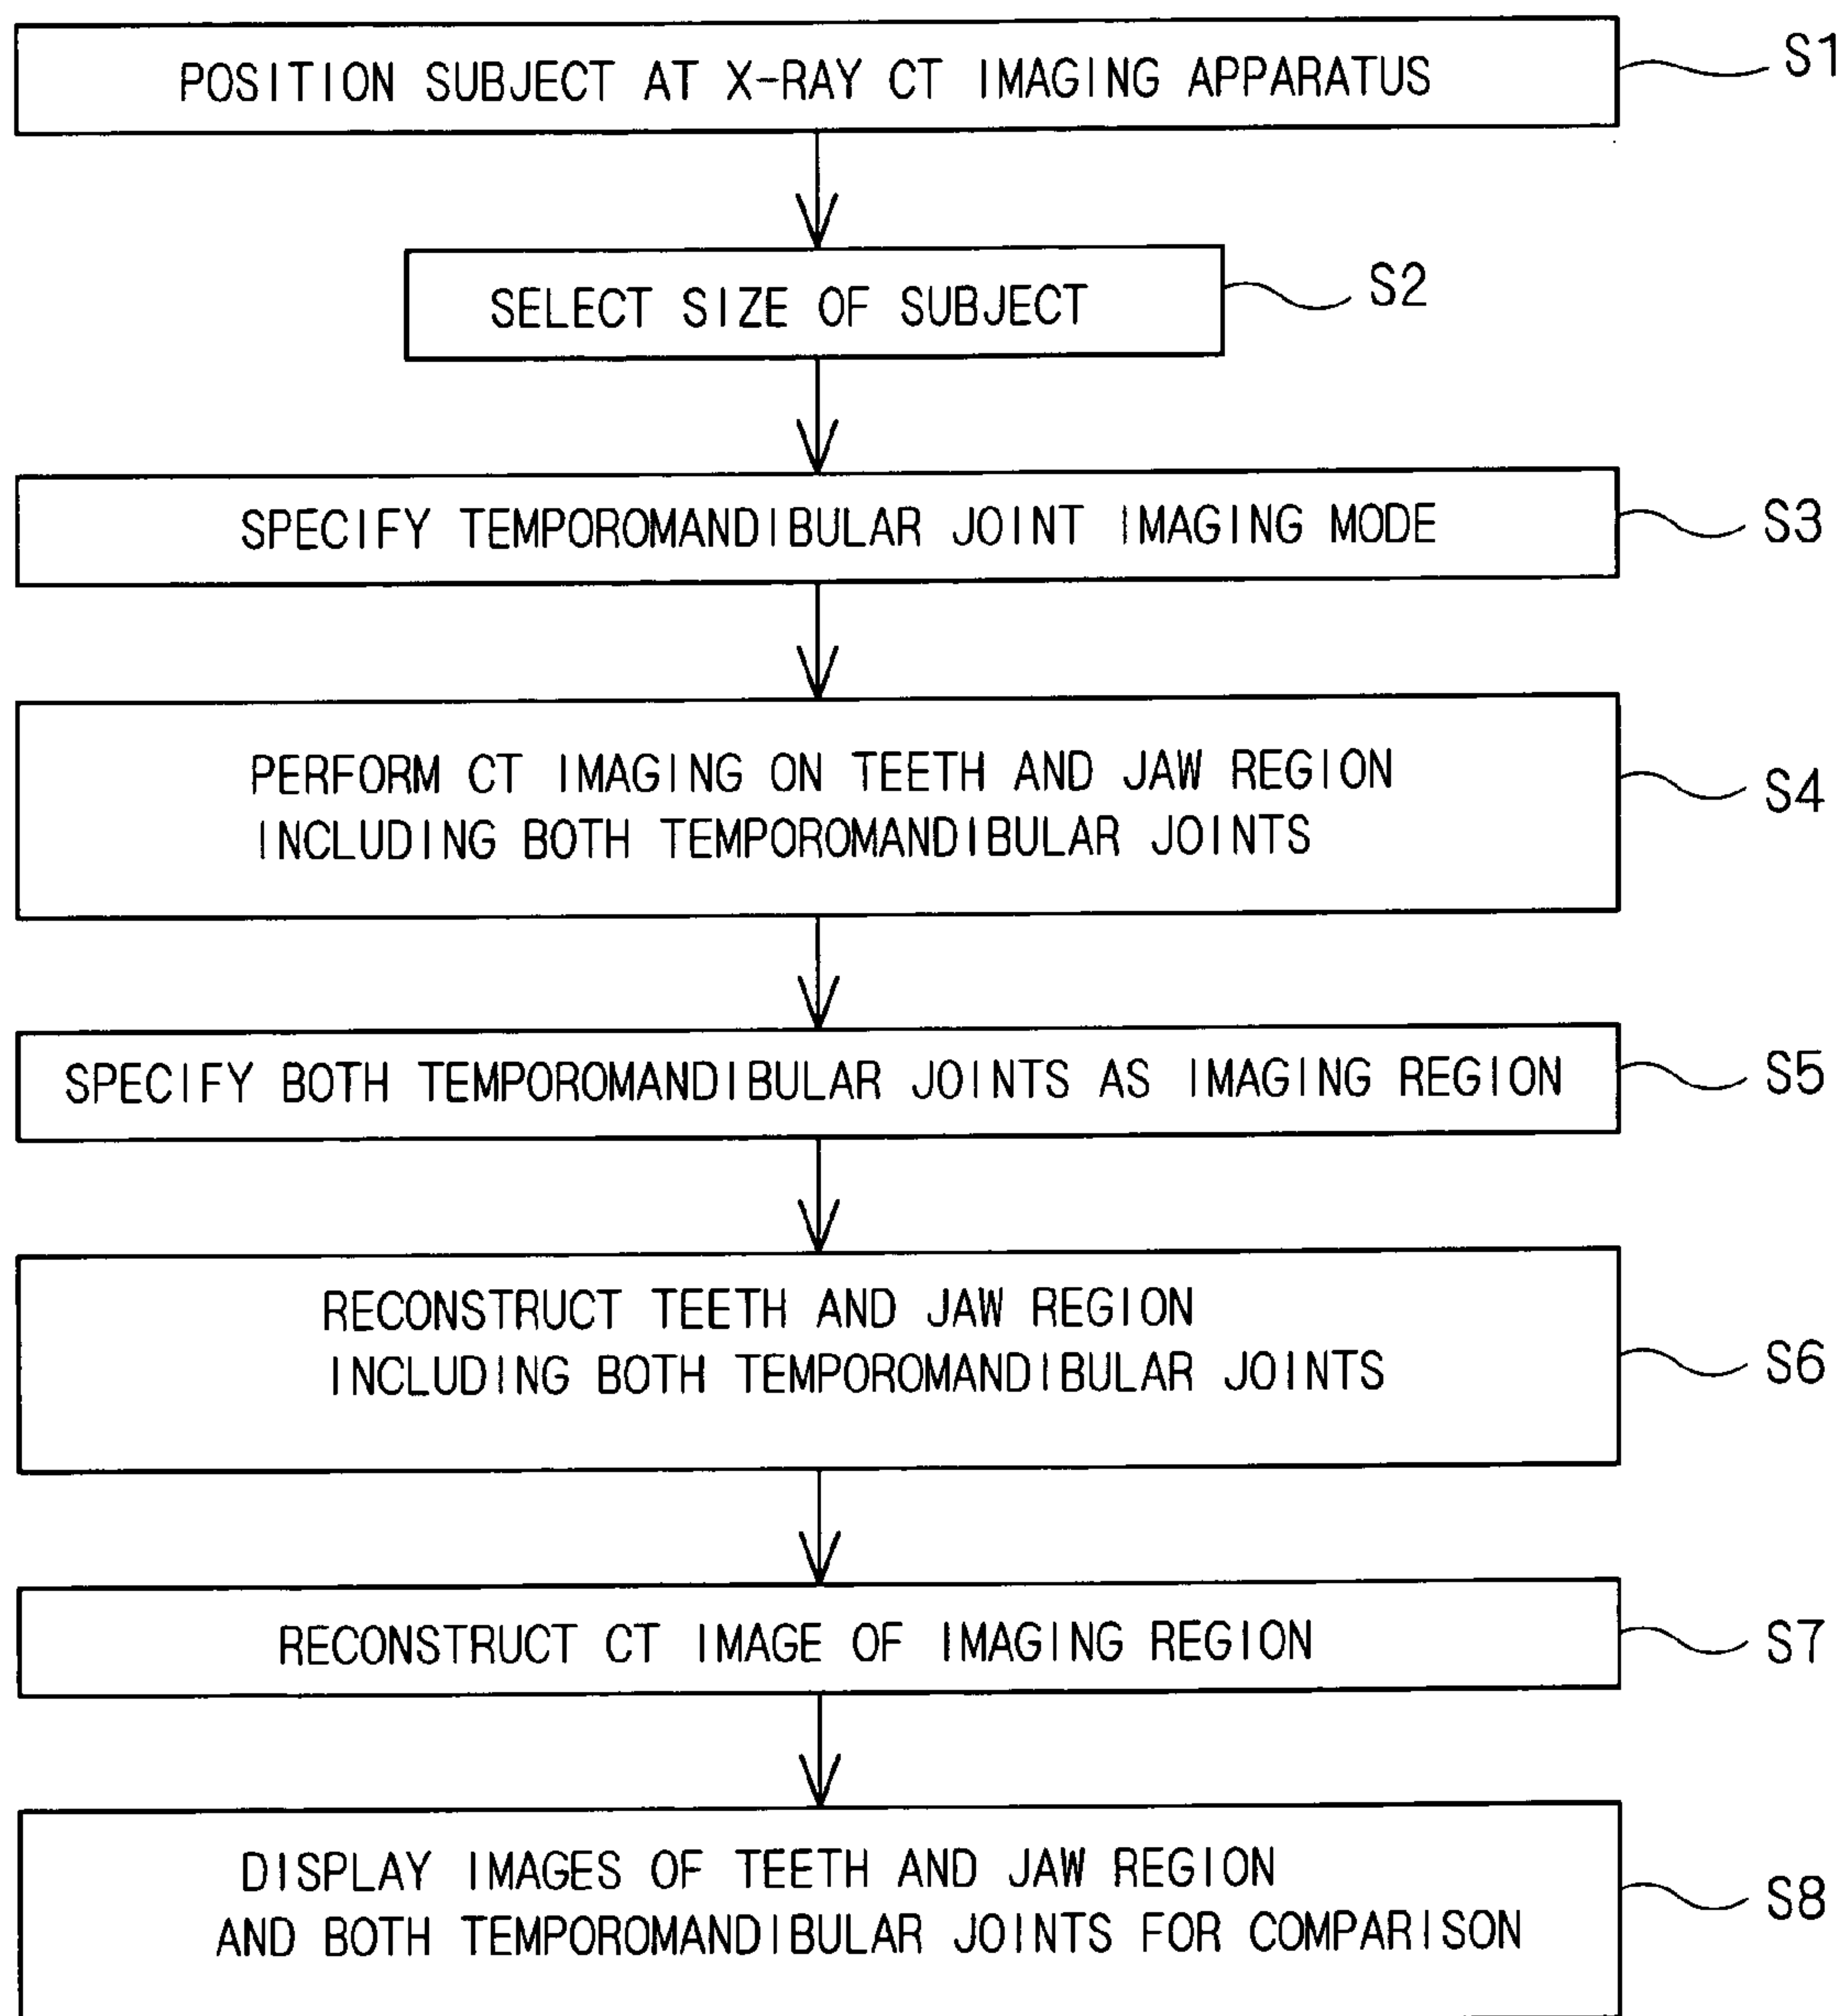 POSITION SUBJECT AT X-RAY CT IMAGING APPARATUS
S1
SELECT SIZE OF SUBJECT
S2
SPECIFY TEMPOROMANDIBULAR JOINT IMAGING MODE
S3
PERFORM CT IMAGING ON TEETH AND JAW REGION
INCLUDING BOTH TEMPOROMANDIBULAR JOINTS
S4
SPECIFY BOTH TEMPOROMANDIBULAR JOINTS AS IMAGING REGION
S5
RECONSTRUCT TEETH AND JAW REGION
INCLUDING BOTH TEMPOROMANDIBULAR JOINTS
S6
RECONSTRUCT CT IMAGE OF IMAGING REGION
S7
DISPLAY IMAGES OF TEETH AND JAW REGION
AND BOTH TEMPOROMANDIBULAR JOINTS FOR COMPARISON
S8